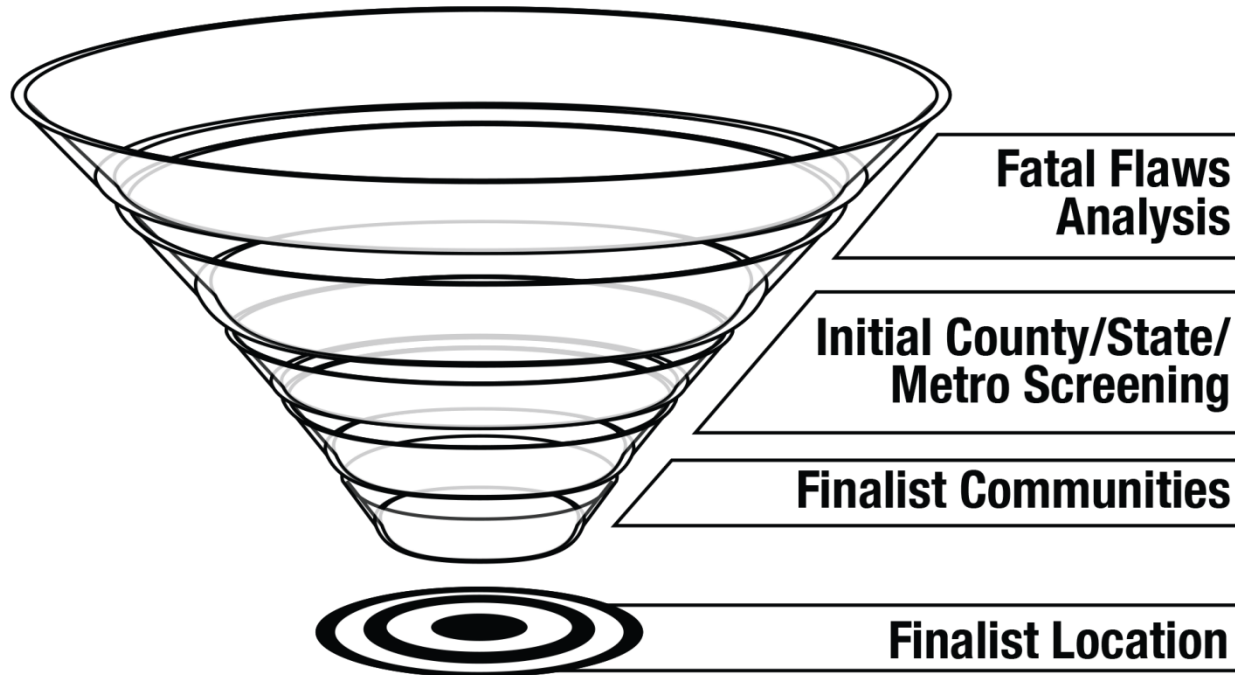 Fatal Flaws
Analysis
Initial County/State/
Metro Screening
Finalist Communities
Finalist Location